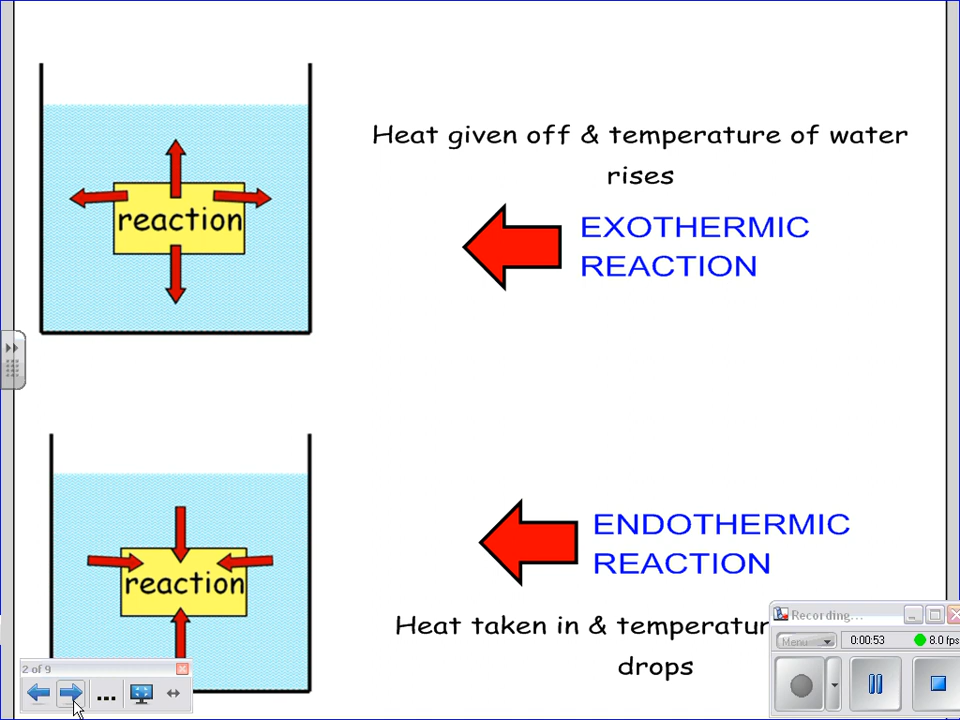 Heat given off & temperature of water
rises
reaction
EXOTHERMIC
REACTION
ENDOTHERMIC
REACTION
reaction
Heat taken in &
drops
Recording...
Menu
0:00:53
8.0 fps
2 of 9
...